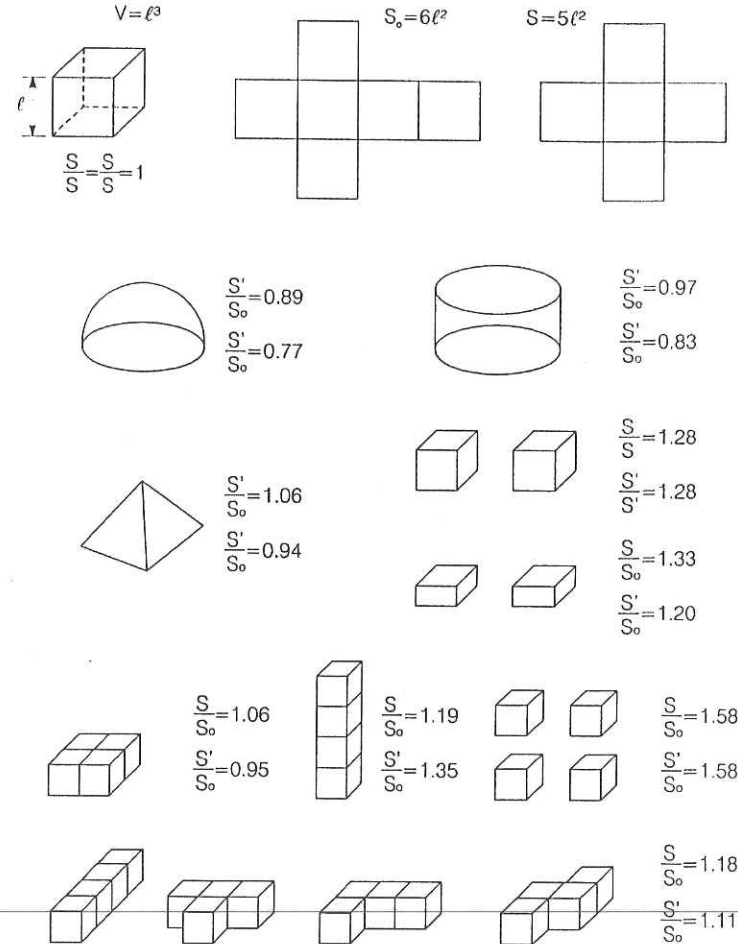 V=ℓ³
S₀=6ℓ²
S=5ℓ²
ℓ
S/S=S/S=1
S'/S₀=0.89
S'/S₀=0.77
S'/S₀=0.97
S'/S₀=0.83
S'/S₀=1.06
S'/S₀=0.94
S/S=1.28
S'/S'=1.28
S/S₀=1.33
S'/S₀=1.20
S/S₀=1.06
S'/S₀=0.95
S/S₀=1.19
S'/S₀=1.35
S/S₀=1.58
S'/S₀=1.58
S/S₀=1.18
S'/S₀=1.11